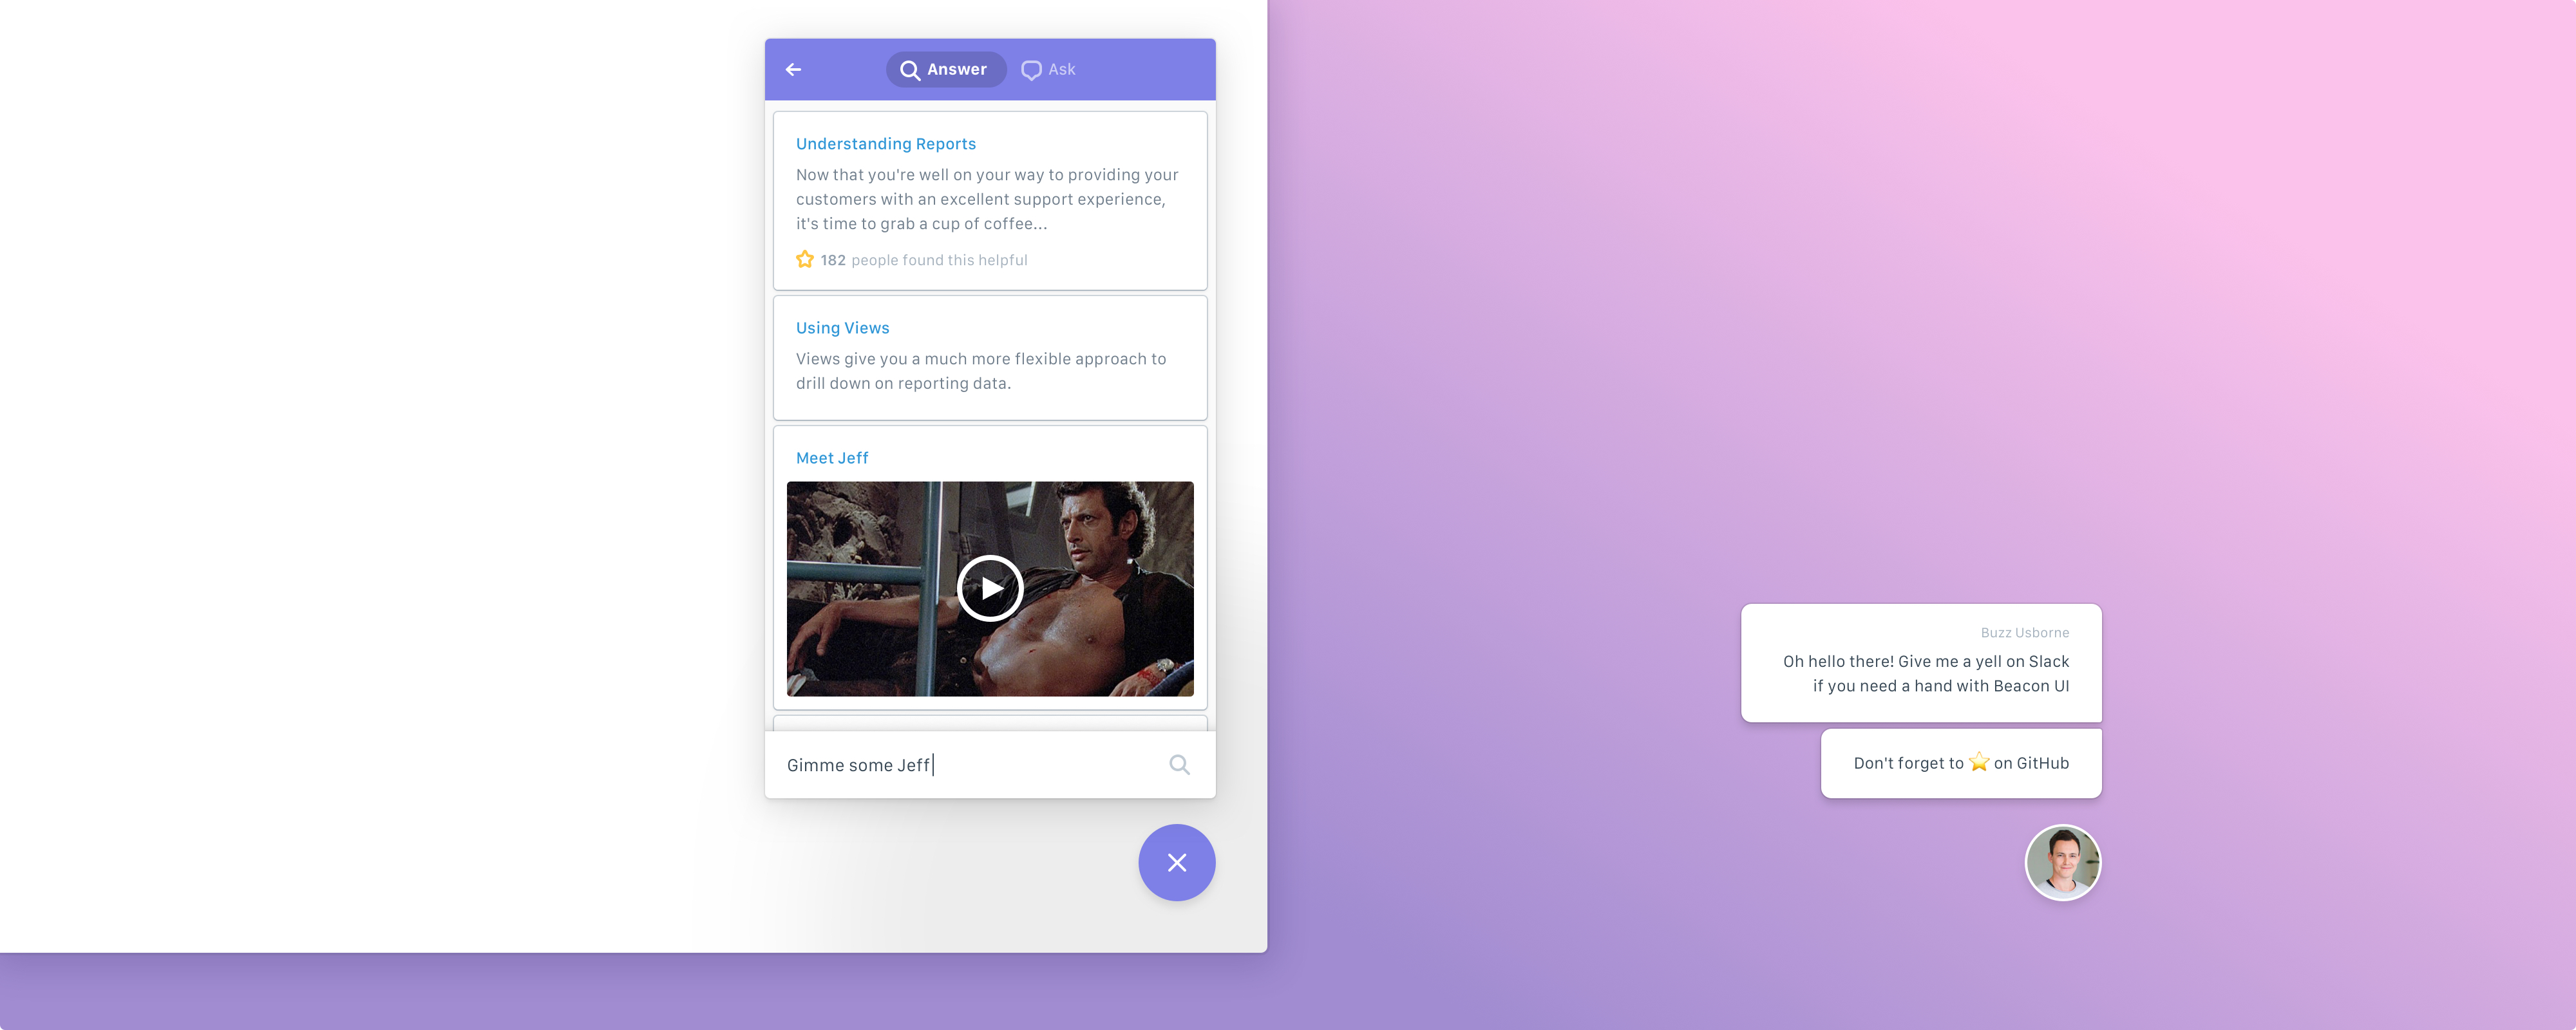 Answer
Ask
Understanding Reports
Now that you're well on your way to providing your
customers with an excellent support experience,
it's time to grab a cup of coffee...
182 people found this helpful
Using Views
Views give you a much more flexible approach to
drill down on reporting data.
Meet Jeff
Gimme some Jeff
Buzz Usborne
Oh hello there! Give me a yell on Slack
if you need a hand with Beacon UI
Don't forget to ⭐ on GitHub